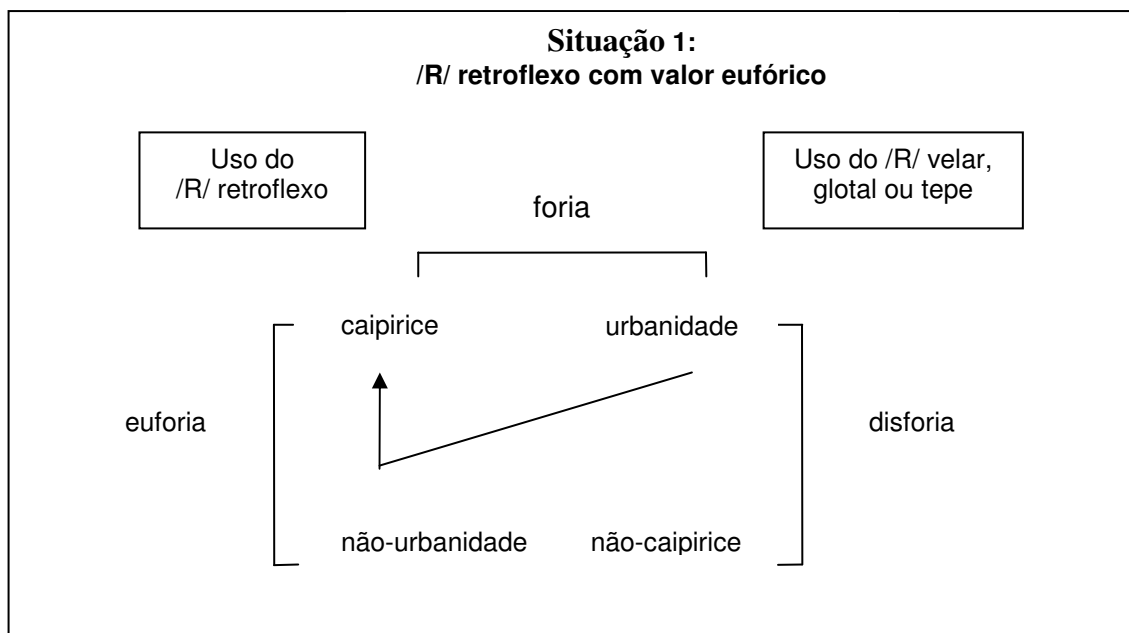 Situação 1:
/R/ retroflexo com valor eufórico
Uso do
/R/ retroflexo
Uso do /R/ velar,
glotal ou tepe
foria
caipirice
urbanidade
euforia
disforia
não-urbanidade
não-caipirice